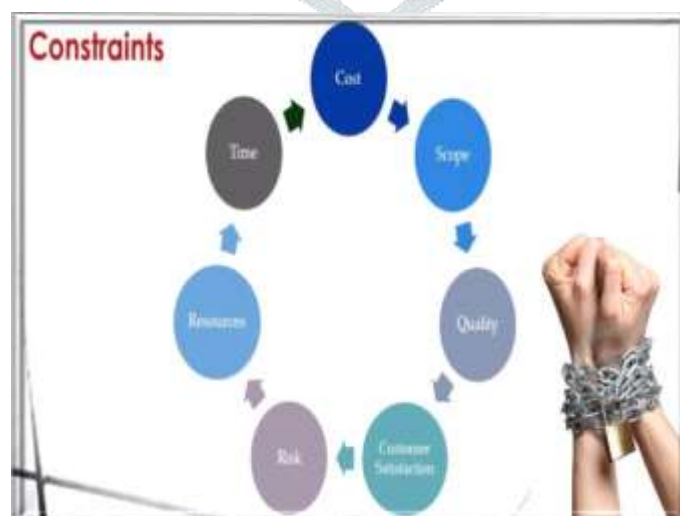 Constraints
Cost
Scope
Quality
Customer
Satisfaction
Risk
Resources
Time